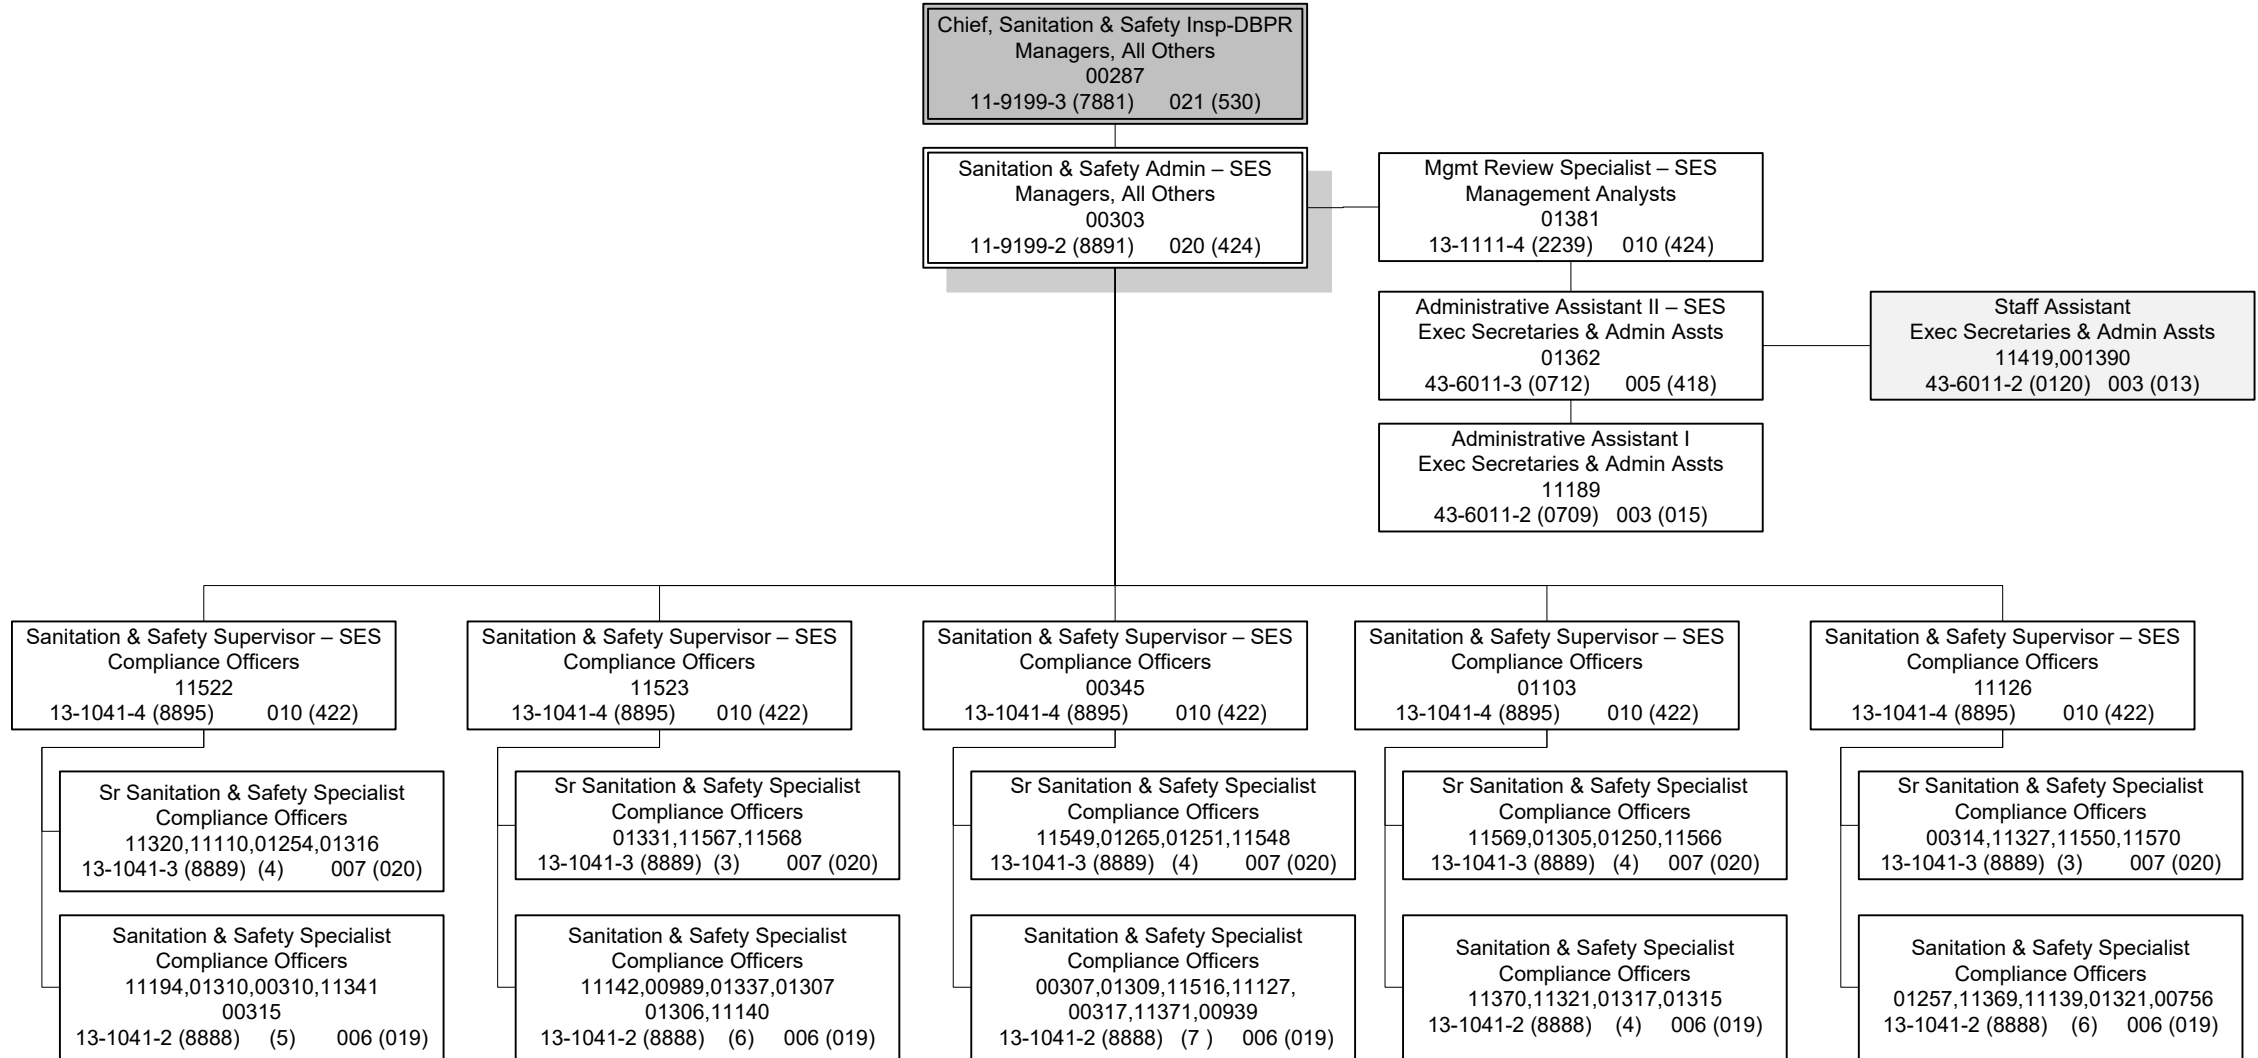 Chief, Sanitation & Safety Insp-DBPR
Managers, All Others
00287
11-9199-3 (7881) 021 (530)
Sanitation & Safety Admin – SES
Managers, All Others
00303
11-9199-2 (8891) 020 (424)
Mgmt Review Specialist – SES
Management Analysts
01381
13-1111-4 (2239) 010 (424)
Administrative Assistant II – SES
Exec Secretaries & Admin Assts
01362
43-6011-3 (0712) 005 (418)
Staff Assistant
Exec Secretaries & Admin Assts
11419,001390
43-6011-2 (0120) 003 (013)
Administrative Assistant I
Exec Secretaries & Admin Assts
11189
43-6011-2 (0709) 003 (015)
Sanitation & Safety Supervisor – SES
Compliance Officers
11522
13-1041-4 (8895) 010 (422)
Sanitation & Safety Supervisor – SES
Compliance Officers
11523
13-1041-4 (8895) 010 (422)
Sanitation & Safety Supervisor – SES
Compliance Officers
00345
13-1041-4 (8895) 010 (422)
Sanitation & Safety Supervisor – SES
Compliance Officers
01103
13-1041-4 (8895) 010 (422)
Sanitation & Safety Supervisor – SES
Compliance Officers
11126
13-1041-4 (8895) 010 (422)
Sr Sanitation & Safety Specialist
Compliance Officers
11320,11110,01254,01316
13-1041-3 (8889) (4) 007 (020)
Sr Sanitation & Safety Specialist
Compliance Officers
01331,11567,11568
13-1041-3 (8889) (3) 007 (020)
Sr Sanitation & Safety Specialist
Compliance Officers
11549,01265,01251,11548
13-1041-3 (8889) (4) 007 (020)
Sr Sanitation & Safety Specialist
Compliance Officers
11569,01305,01250,11566
13-1041-3 (8889) (4) 007 (020)
Sr Sanitation & Safety Specialist
Compliance Officers
00314,11327,11550,11570
13-1041-3 (8889) (3) 007 (020)
Sanitation & Safety Specialist
Compliance Officers
11194,01310,00310,11341
00315
13-1041-2 (8888) (5) 006 (019)
Sanitation & Safety Specialist
Compliance Officers
11142,00989,01337,01307
01306,11140
13-1041-2 (8888) (6) 006 (019)
Sanitation & Safety Specialist
Compliance Officers
00307,01309,11516,11127,
00317,11371,00939
13-1041-2 (8888) (7 ) 006 (019)
Sanitation & Safety Specialist
Compliance Officers
11370,11321,01317,01315
13-1041-2 (8888) (4) 006 (019)
Sanitation & Safety Specialist
Compliance Officers
01257,11369,11139,01321,00756
13-1041-2 (8888) (6) 006 (019)